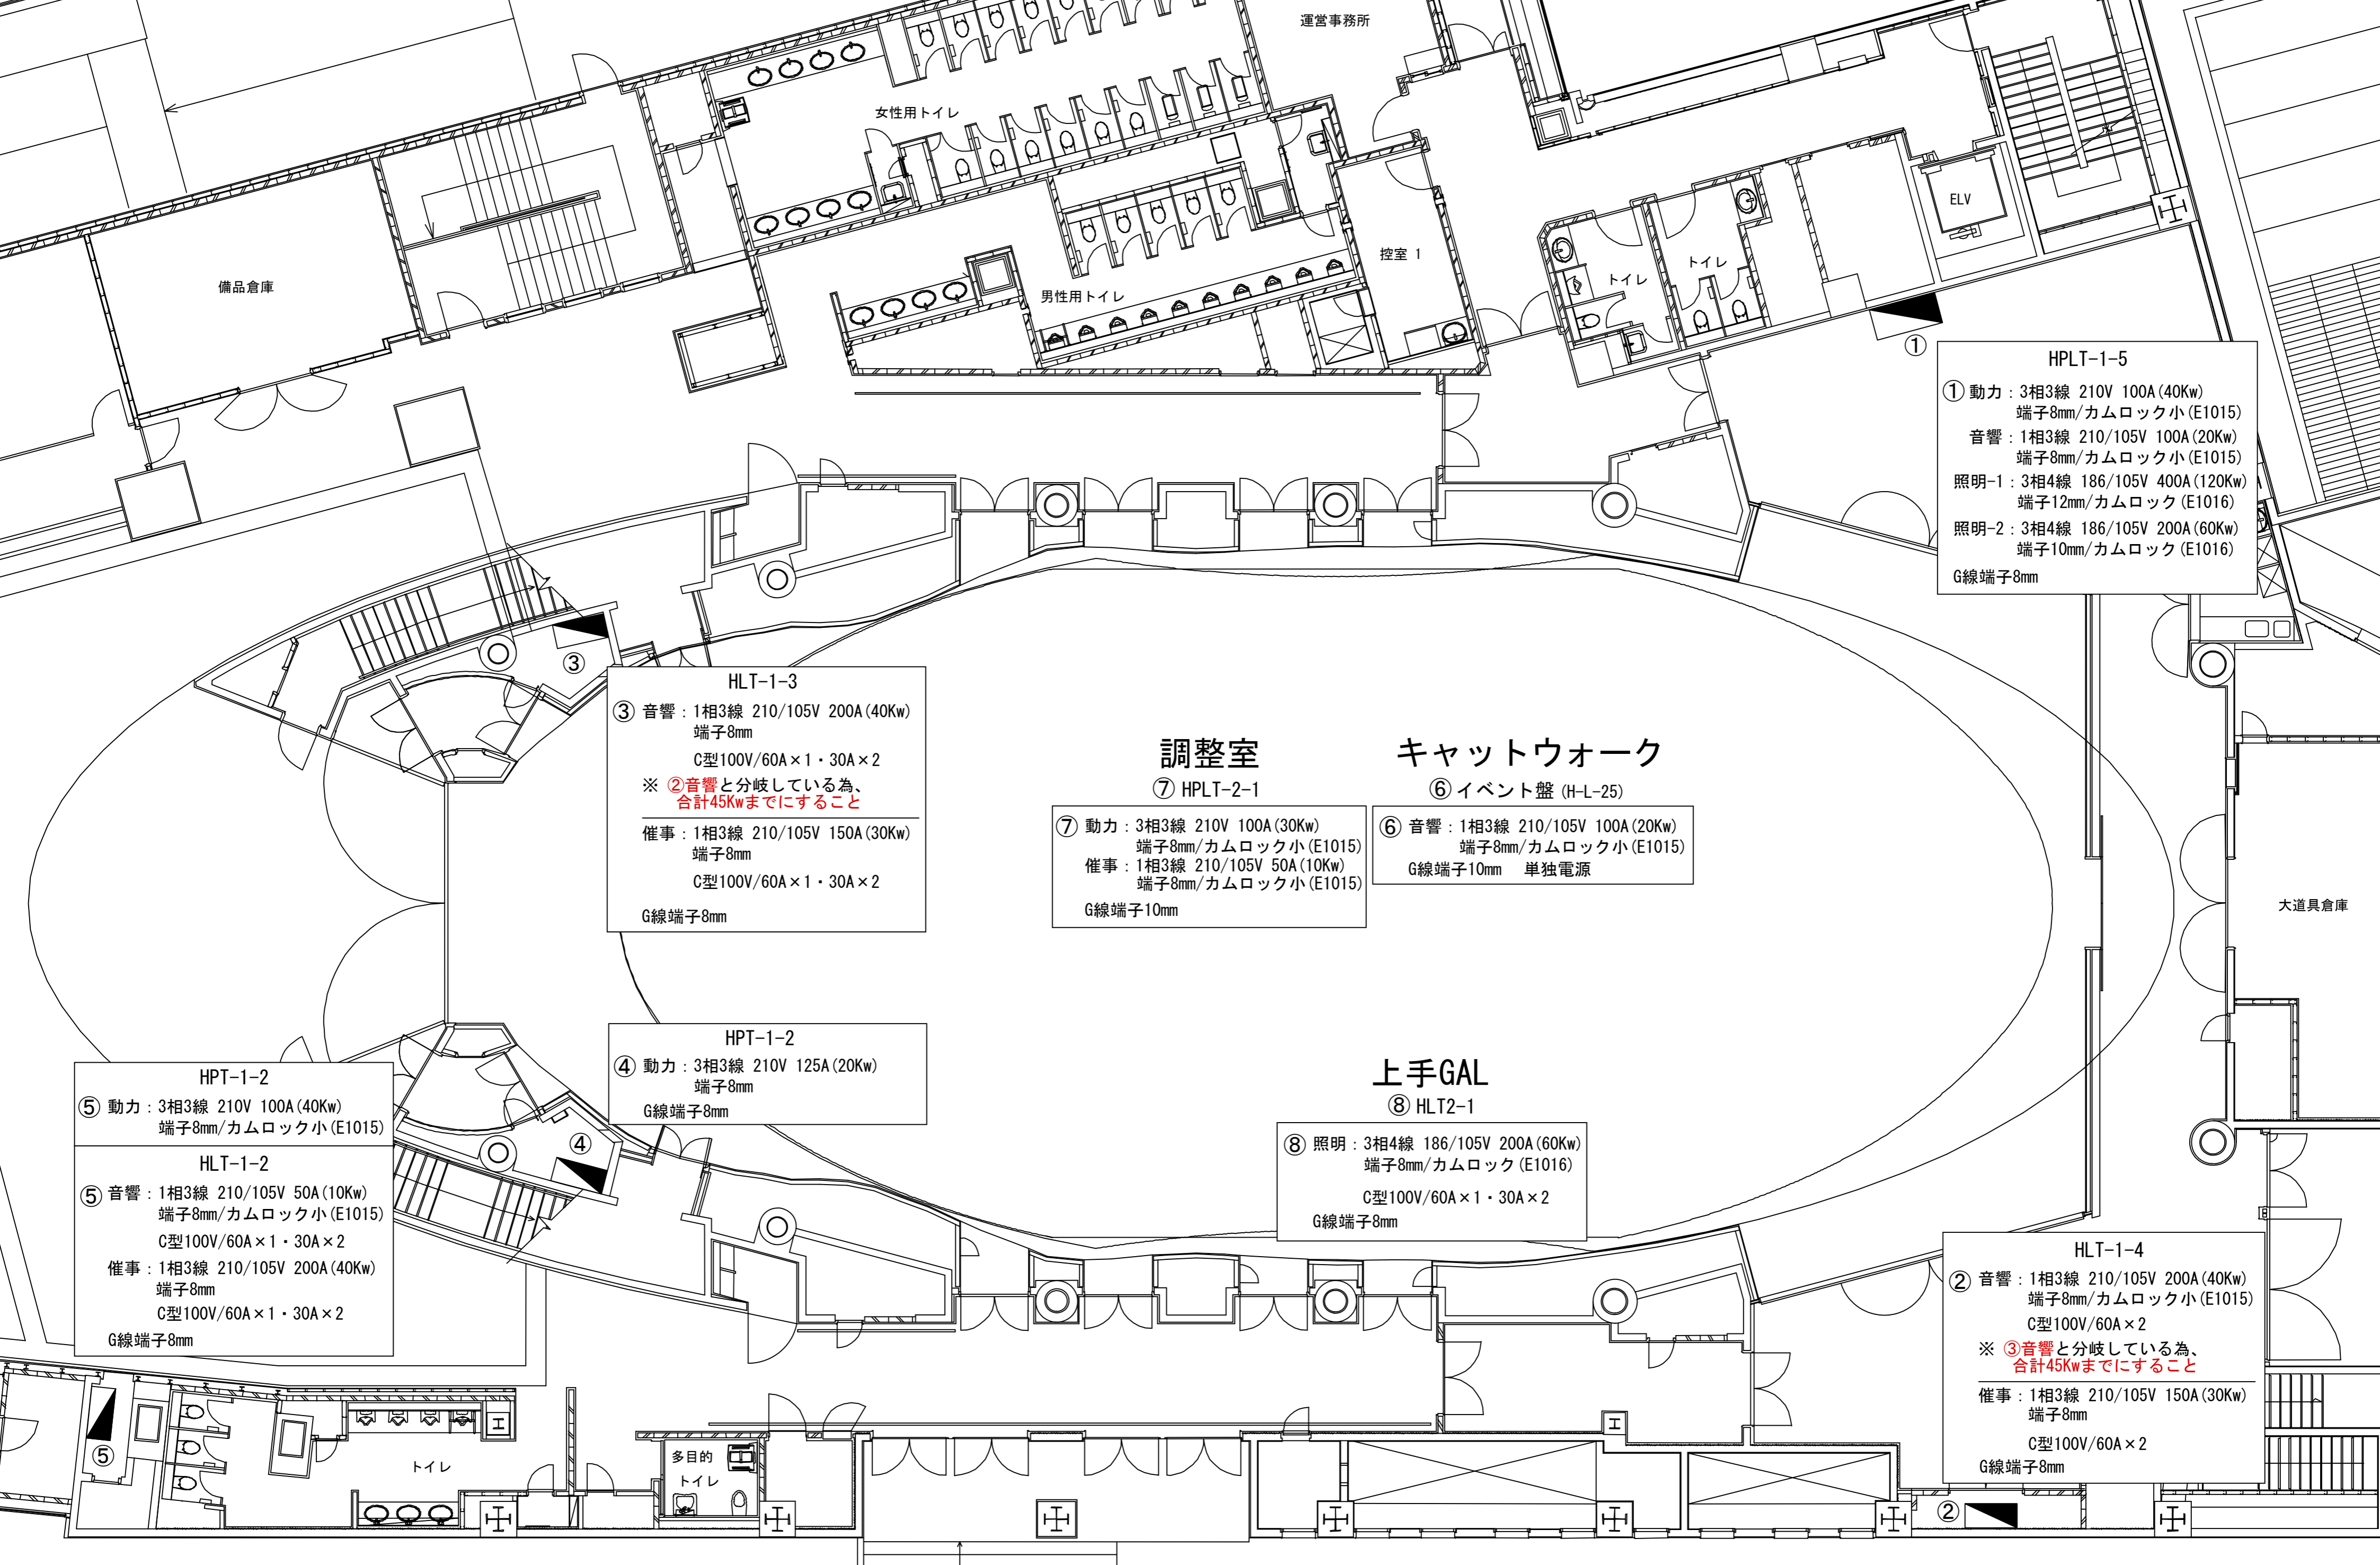 運営事務所
女性用トイレ
備品倉庫
男性用トイレ
控室 1
トイレ
トイレ
ELV
①
HPLT-1-5
① 動力：3相3線 210V 100A(40Kw)
端子8mm/カムロック小(E1015)
音響：1相3線 210/105V 100A(20Kw)
端子8mm/カムロック小(E1015)
照明-1：3相4線 186/105V 400A(120Kw)
端子12mm/カムロック(E1016)
照明-2：3相4線 186/105V 200A(60Kw)
端子10mm/カムロック(E1016)
G線端子8mm
③
HLT-1-3
③ 音響：1相3線 210/105V 200A(40Kw)
端子8mm
C型100V/60A×1・30A×2
※ ②音響と分岐している為、
合計45Kwまでにすること
催事：1相3線 210/105V 150A(30Kw)
端子8mm
C型100V/60A×1・30A×2
G線端子8mm
調整室
⑦ HPLT-2-1
⑦ 動力：3相3線 210V 100A(30Kw)
端子8mm/カムロック小(E1015)
催事：1相3線 210/105V 50A(10Kw)
端子8mm/カムロック小(E1015)
G線端子10mm
キャットウォーク
⑥ イベント盤 (H-L-25)
⑥ 音響：1相3線 210/105V 100A(20Kw)
端子8mm/カムロック小(E1015)
G線端子10mm 単独電源
大道具倉庫
HPT-1-2
④ 動力：3相3線 210V 125A(20Kw)
端子8mm
G線端子8mm
④
上手GAL
⑧ HLT2-1
⑧ 照明：3相4線 186/105V 200A(60Kw)
端子8mm/カムロック(E1016)
C型100V/60A×1・30A×2
G線端子8mm
HPT-1-2
⑤ 動力：3相3線 210V 100A(40Kw)
端子8mm/カムロック小(E1015)
HLT-1-2
⑤ 音響：1相3線 210/105V 50A(10Kw)
端子8mm/カムロック小(E1015)
C型100V/60A×1・30A×2
催事：1相3線 210/105V 200A(40Kw)
端子8mm
C型100V/60A×1・30A×2
G線端子8mm
HLT-1-4
② 音響：1相3線 210/105V 200A(40Kw)
端子8mm/カムロック小(E1015)
C型100V/60A×2
※ ③音響と分岐している為、
合計45Kwまでにすること
催事：1相3線 210/105V 150A(30Kw)
端子8mm
C型100V/60A×2
G線端子8mm
⑤
トイレ
多目的
トイレ
②